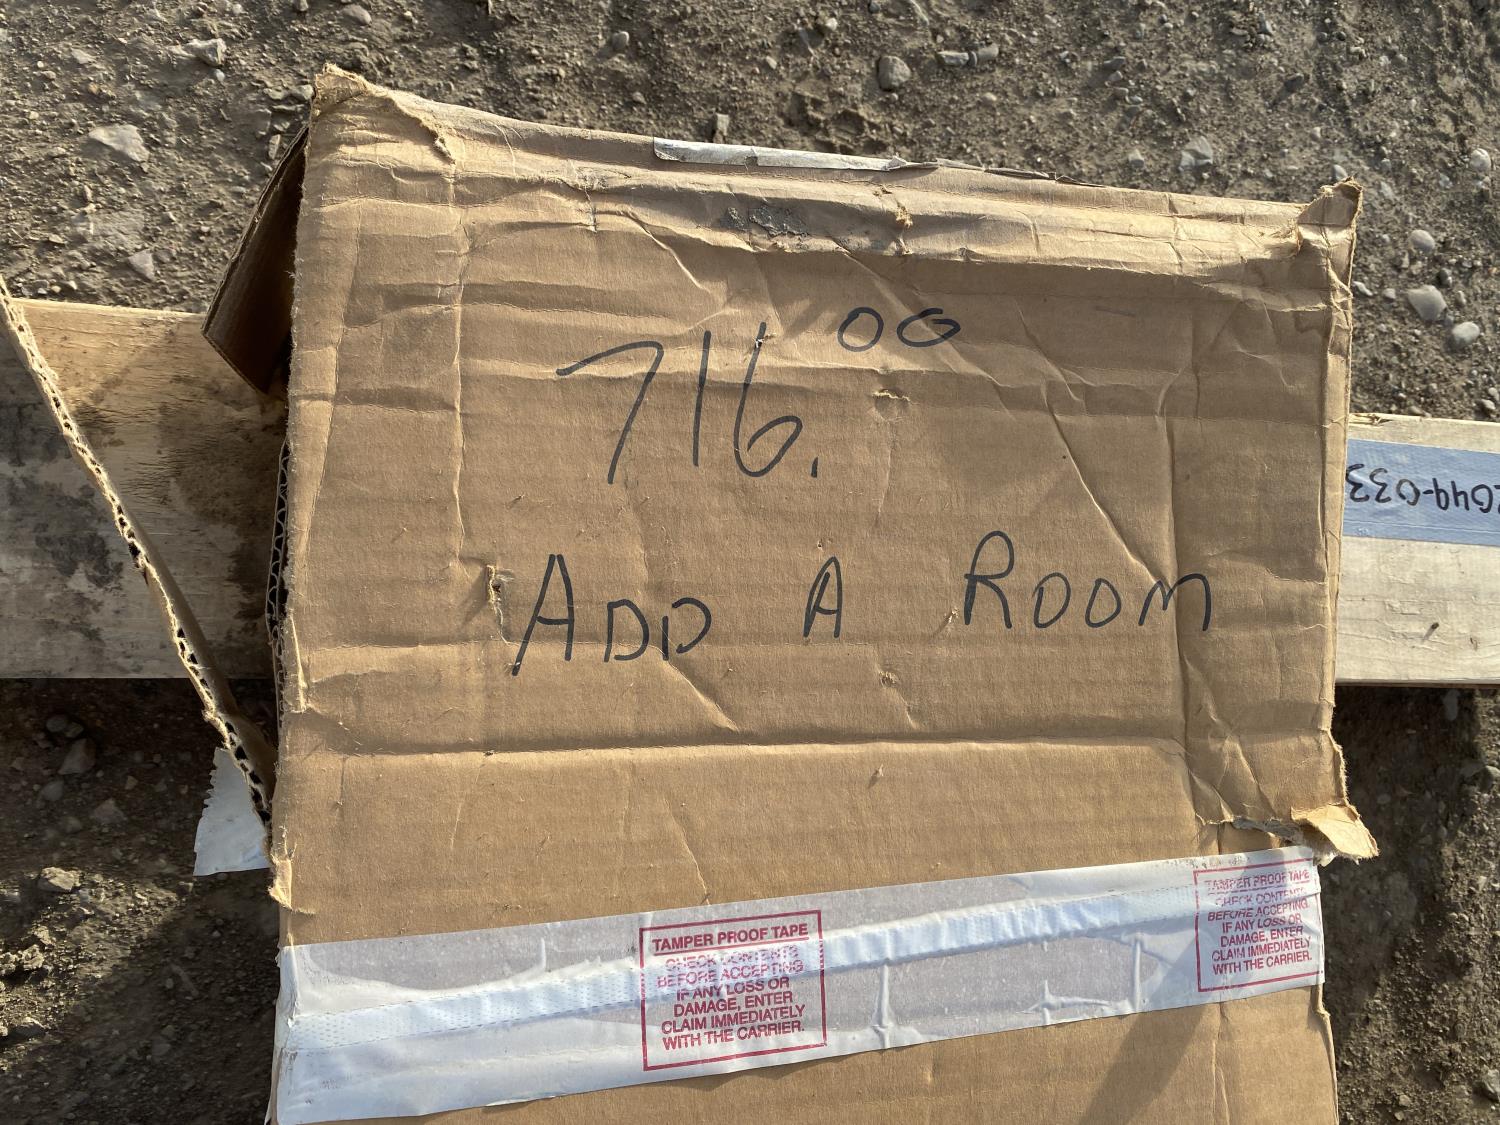 716.00
ADD A ROOM
TAMPER PROOF TAPE
CHECK CONTENTS
BEFORE ACCEPTING
IF ANY LOSS OR
DAMAGE, ENTER
CLAIM IMMEDIATELY
WITH THE CARRIER.
TAMPER PROOF TAPE
CHECK CONTENTS
BEFORE ACCEPTING
IF ANY LOSS OR
DAMAGE, ENTER
CLAIM IMMEDIATELY
WITH THE CARRIER.